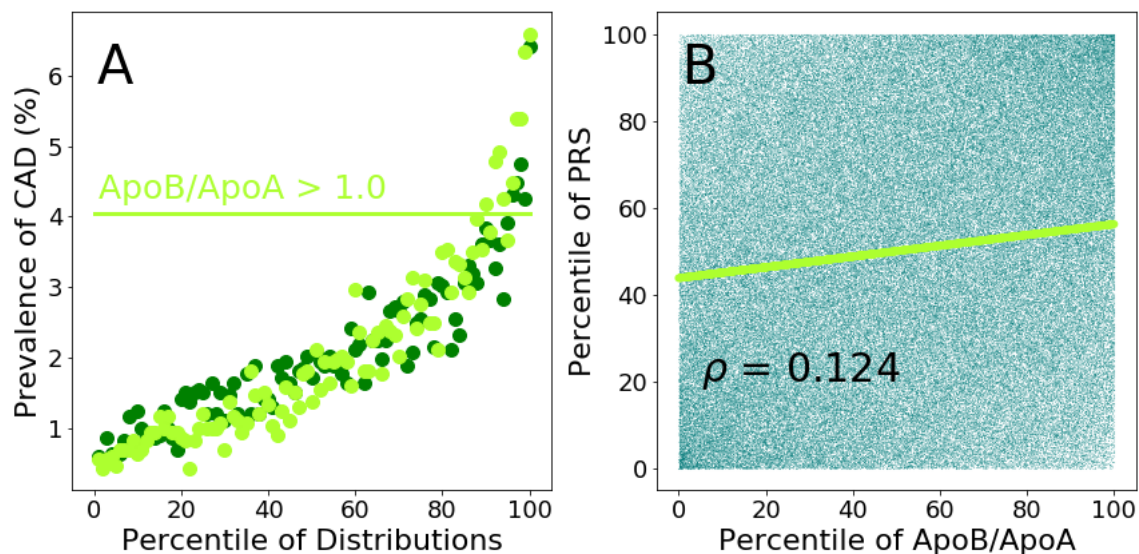 A
Prevalence of CAD (%)
6
5
4
3
2
1
ApoB/ApoA > 1.0
0 20 40 60 80 100
Percentile of Distributions
B
Percentile of PRS
100
80
60
40
20
0
ρ = 0.124
0 20 40 60 80 100
Percentile of ApoB/ApoA